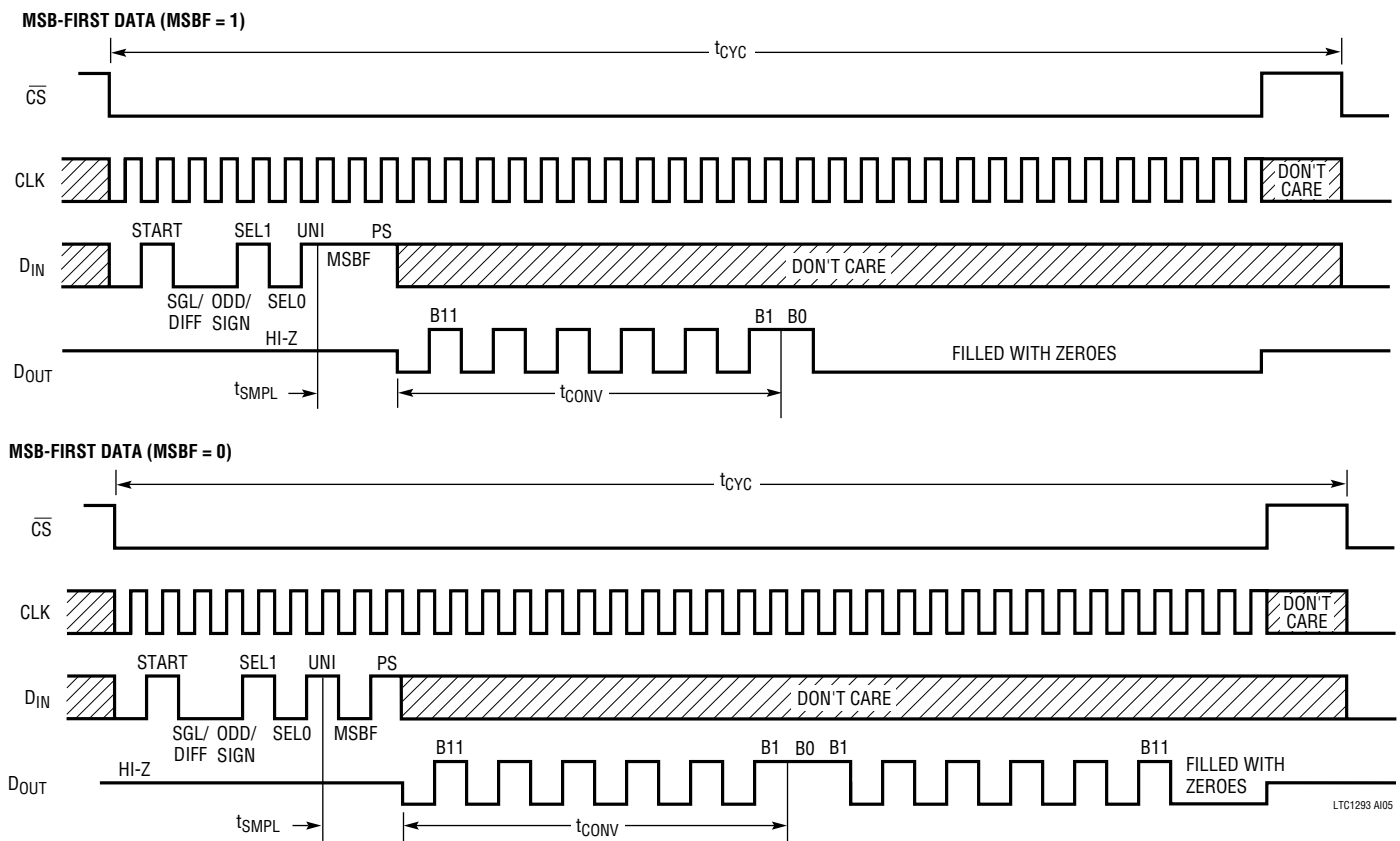 MSB-FIRST DATA (MSBF = 1)
tCYC
CS
CLK
DON'T
CARE
START
SEL1
UNI
PS
DIN
MSBF
DON'T CARE
SGL/
DIFF
ODD/
SIGN
SEL0
B11
B1
B0
HI-Z
FILLED WITH ZEROES
DOUT
tSMPL
tCONV
MSB-FIRST DATA (MSBF = 0)
tCYC
CS
CLK
DON'T
CARE
START
SEL1
UNI
PS
DIN
DON'T CARE
SGL/
DIFF
ODD/
SIGN
SEL0
MSBF
B11
B1
B0
B1
B11
HI-Z
FILLED WITH
ZEROES
DOUT
LTC1293 AI05
tSMPL
tCONV